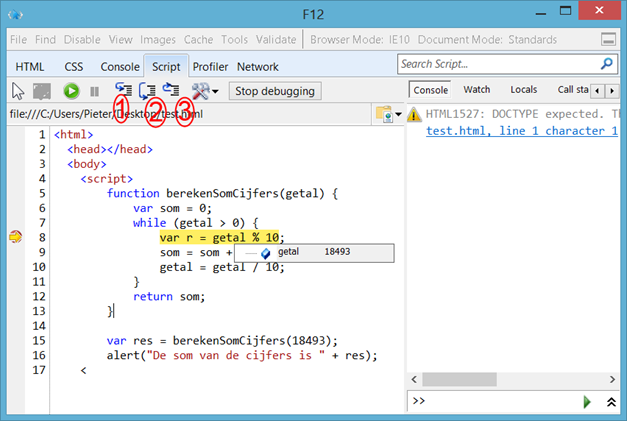 F12
File Find Disable View Images Cache Tools Validate Browser Mode: IE10 Document Mode: Standards
HTML CSS Console Script Profiler Network
Search Script...
Stop debugging
Console Watch Locals Call sta
1 2 3
file:///C:/Users/Pieter/Desktop/test.html
HTML1527: DOCTYPE expected. T
test.html, line 1 character 1
1 <html>
2 <head></head>
3 <body>
4 <script>
5 function berekenSomCijfers(getal) {
6 var som = 0;
7 while (getal > 0) {
8 var r = getal % 10;
9 som = som +
getal 18493
10 getal = getal / 10;
11 }
12 return som;
13 }
14
15 var res = berekenSomCijfers(18493);
16 alert("De som van de cijfers is " + res);
17 <
>>